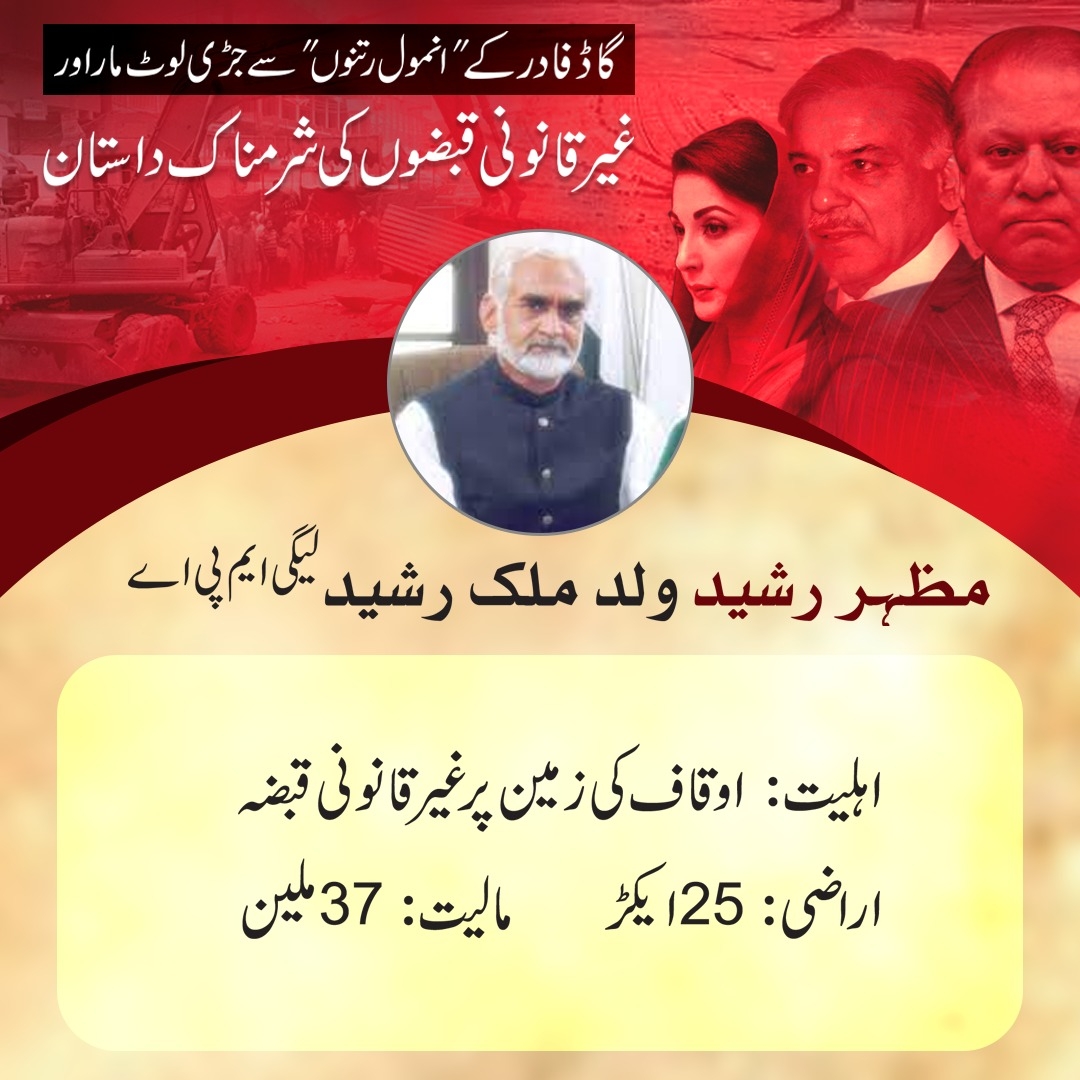 گاڈ فادر کے "انمول رتنوں" سے جڑی لوٹ مار اور
غیر قانونی قبضوں کی شرمناک داستان
مظہر رشید ولد ملک رشید لیگی ایم پی اے
اہلیت: اوقاف کی زمین پر غیر قانونی قبضہ
اراضی: 25 ایکڑ مالیت: 37 ملین